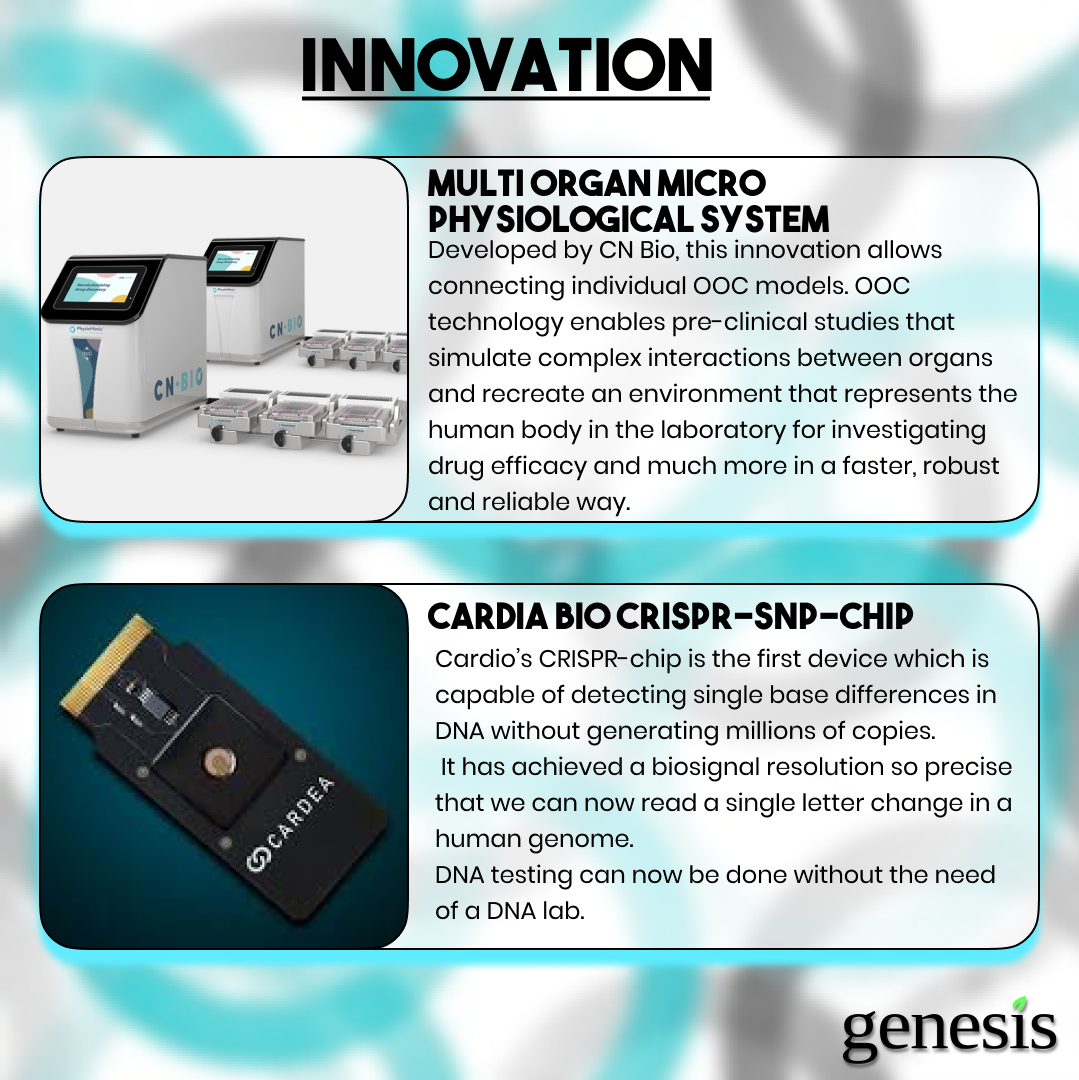 INNOVATION
MULTI ORGAN MICRO
PHYSIOLOGICAL SYSTEM
Developed by CN Bio, this innovation allows
connecting individual OOC models. OOC
technology enables pre-clinical studies that
simulate complex interactions between organs
and recreate an environment that represents the
human body in the laboratory for investigating
drug efficacy and much more in a faster, robust
and reliable way.
PhysioMimix
CN-BIO
CN-BIO
CARDIA BIO CRISPR-SNP-CHIP
Cardio's CRISPR-chip is the first device which is
capable of detecting single base differences in
DNA without generating millions of copies.
It has achieved a biosignal resolution so precise
that we can now read a single letter change in a
human genome.
DNA testing can now be done without the need
of a DNA lab.
CARDEA
genesis